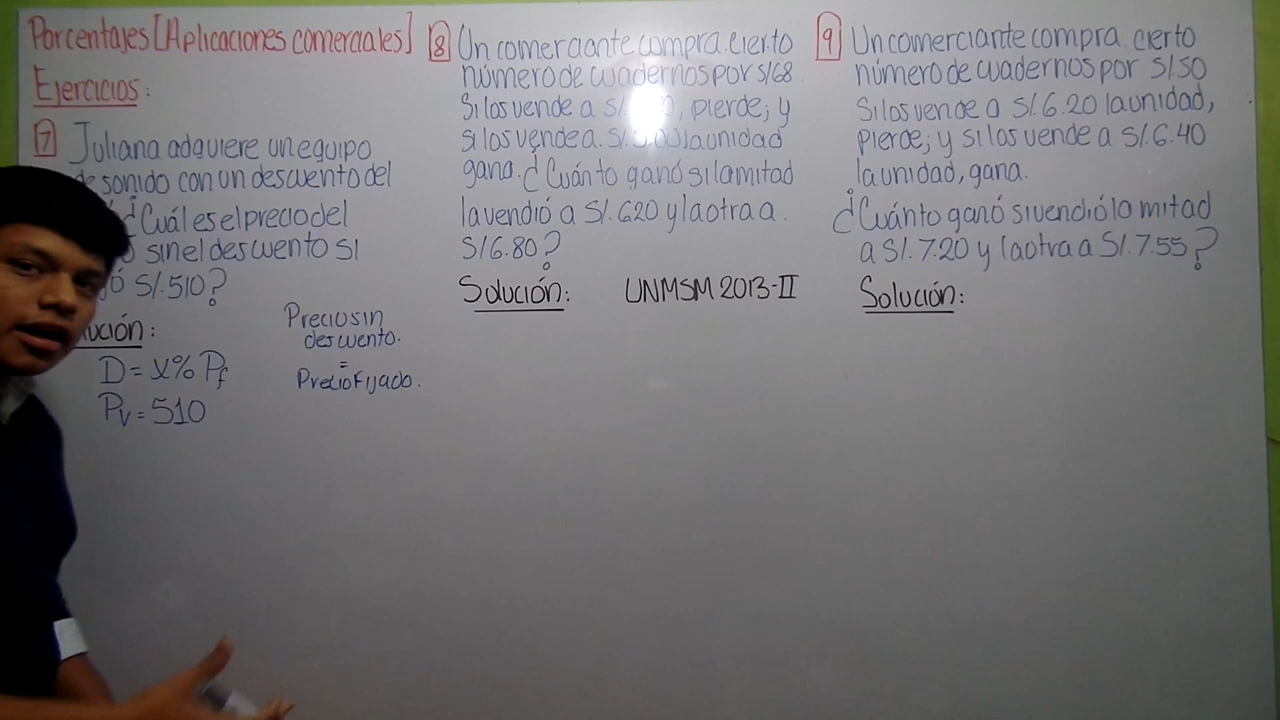 Porcentajes [Aplicaciones comerciales]
Ejercicios:
7 Juliana adquiere un equipo
de sonido con un descuento del
¿Cuál es el precio del
sin el descuento si
ó S/. 510?
ución:
D = x% Pf
Pv = 510
Precio sin
descuento.
=
Precio Fijado.
8 Un comerciante compra cierto
número de cuadernos por S/68
Si los vende a S/. , pierde; y
si los vende a S/. la unidad
gana. ¿Cuánto ganó si la mitad
la vendió a S/. 6.20 y la otra a
S/6.80?
Solución: UNMSM 2013-II
9 Un comerciante compra cierto
número de cuadernos por S/.50
Si los vende a S/. 6.20 la unidad,
pierde; y si los vende a S/. 6.40
la unidad, gana.
¿Cuánto ganó si vendió la mitad
a S/. 7.20 y la otra a S/. 7.55?
Solución: